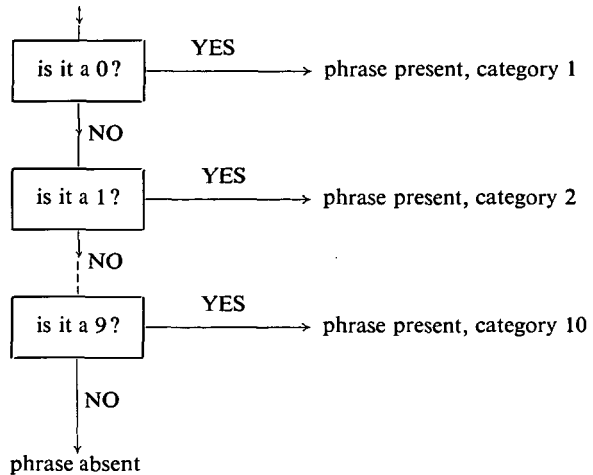 YES
is it a 0? phrase present, category 1
NO
YES
is it a 1? phrase present, category 2
NO
YES
is it a 9? phrase present, category 10
NO
phrase absent